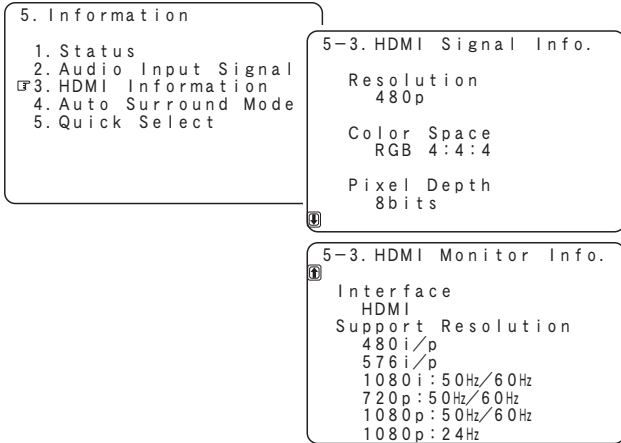 5. Information
1. Status
2. Audio Input Signal
☞3. HDMI Information
4. Auto Surround Mode
5. Quick Select
5-3. HDMI Signal Info.
Resolution
480p
Color Space
RGB 4:4:4
Pixel Depth
8bits
5-3. HDMI Monitor Info.
Interface
HDMI
Support Resolution
480i/p
576i/p
1080i:50Hz/60Hz
720p:50Hz/60Hz
1080p:50Hz/60Hz
1080p:24Hz